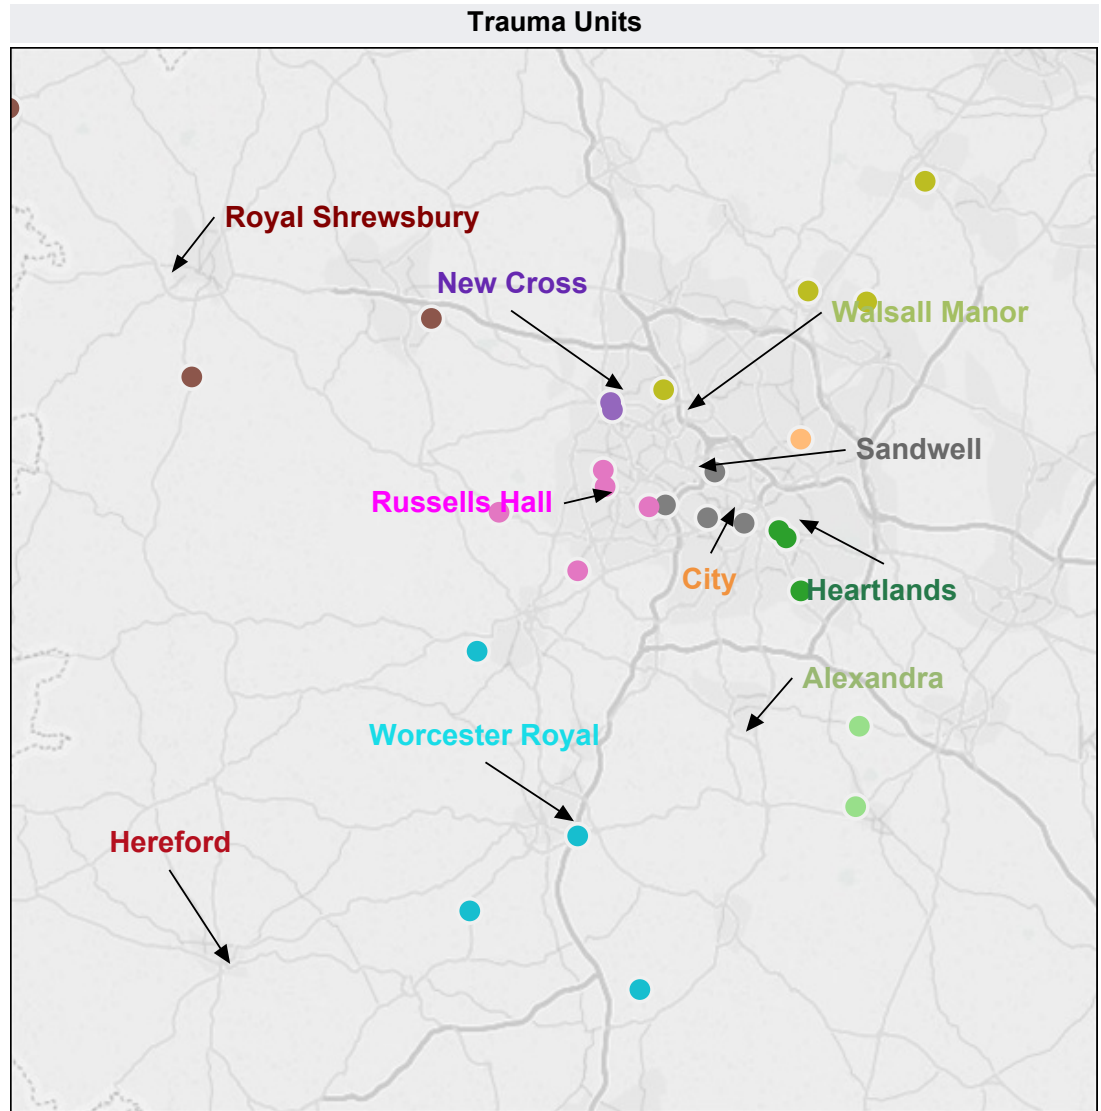 Trauma Units
Royal Shrewsbury
New Cross
Walsall Manor
Sandwell
Russells Hall
City
Heartlands
Alexandra
Worcester Royal
Hereford